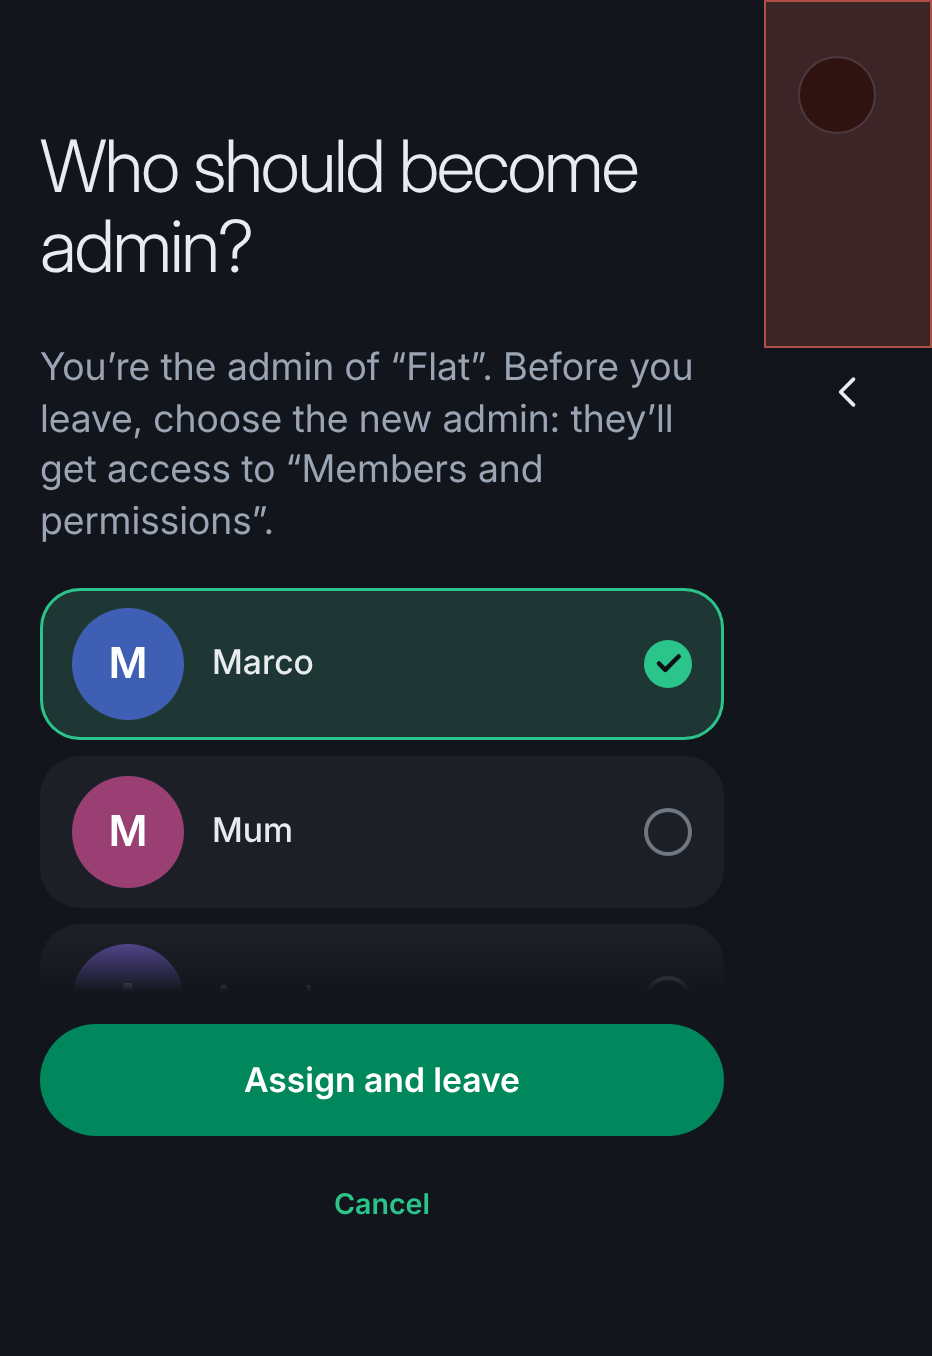 Who should become
admin?
You’re the admin of “Flat”. Before you
leave, choose the new admin: they’ll
get access to “Members and
permissions”.
M
Marco
M
Mum
Assign and leave
Cancel